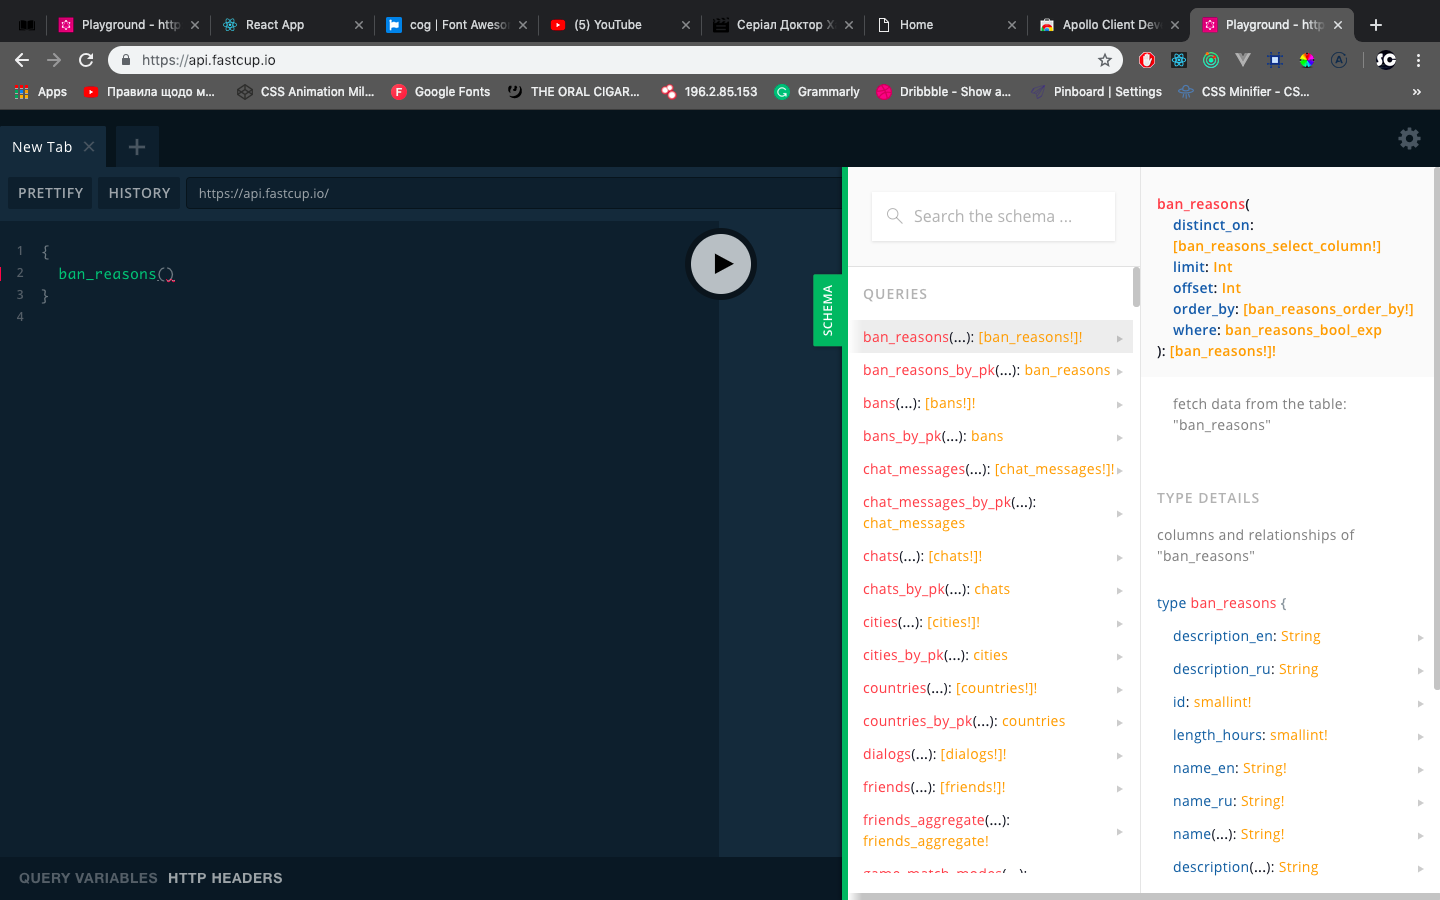 Playground - http
React App
cog | Font Aweso
(5) YouTube
Серіал Доктор Х
Home
Apollo Client Dev
Playground - http
https://api.fastcup.io
Apps
Правила щодо м...
CSS Animation Mil...
Google Fonts
THE ORAL CIGAR...
196.2.85.153
Grammarly
Dribbble - Show a...
Pinboard | Settings
CSS Minifier - CS...
»
New Tab
PRETTIFY
HISTORY
https://api.fastcup.io/
1 {
2 ban_reasons()
3 }
4
QUERY VARIABLES
HTTP HEADERS
SCHEMA
Search the schema ...
QUERIES
ban_reasons(...): [ban_reasons!]!
ban_reasons_by_pk(...): ban_reasons
bans(...): [bans!]!
bans_by_pk(...): bans
chat_messages(...): [chat_messages!]!
chat_messages_by_pk(...):
chat_messages
chats(...): [chats!]!
chats_by_pk(...): chats
cities(...): [cities!]!
cities_by_pk(...): cities
countries(...): [countries!]!
countries_by_pk(...): countries
dialogs(...): [dialogs!]!
friends(...): [friends!]!
friends_aggregate(...):
friends_aggregate!
game_match_modes(...):
ban_reasons(
distinct_on:
[ban_reasons_select_column!]
limit: Int
offset: Int
order_by: [ban_reasons_order_by!]
where: ban_reasons_bool_exp
): [ban_reasons!]!
fetch data from the table:
"ban_reasons"
TYPE DETAILS
columns and relationships of
"ban_reasons"
type ban_reasons {
description_en: String
description_ru: String
id: smallint!
length_hours: smallint!
name_en: String!
name_ru: String!
name(...): String!
description(...): String